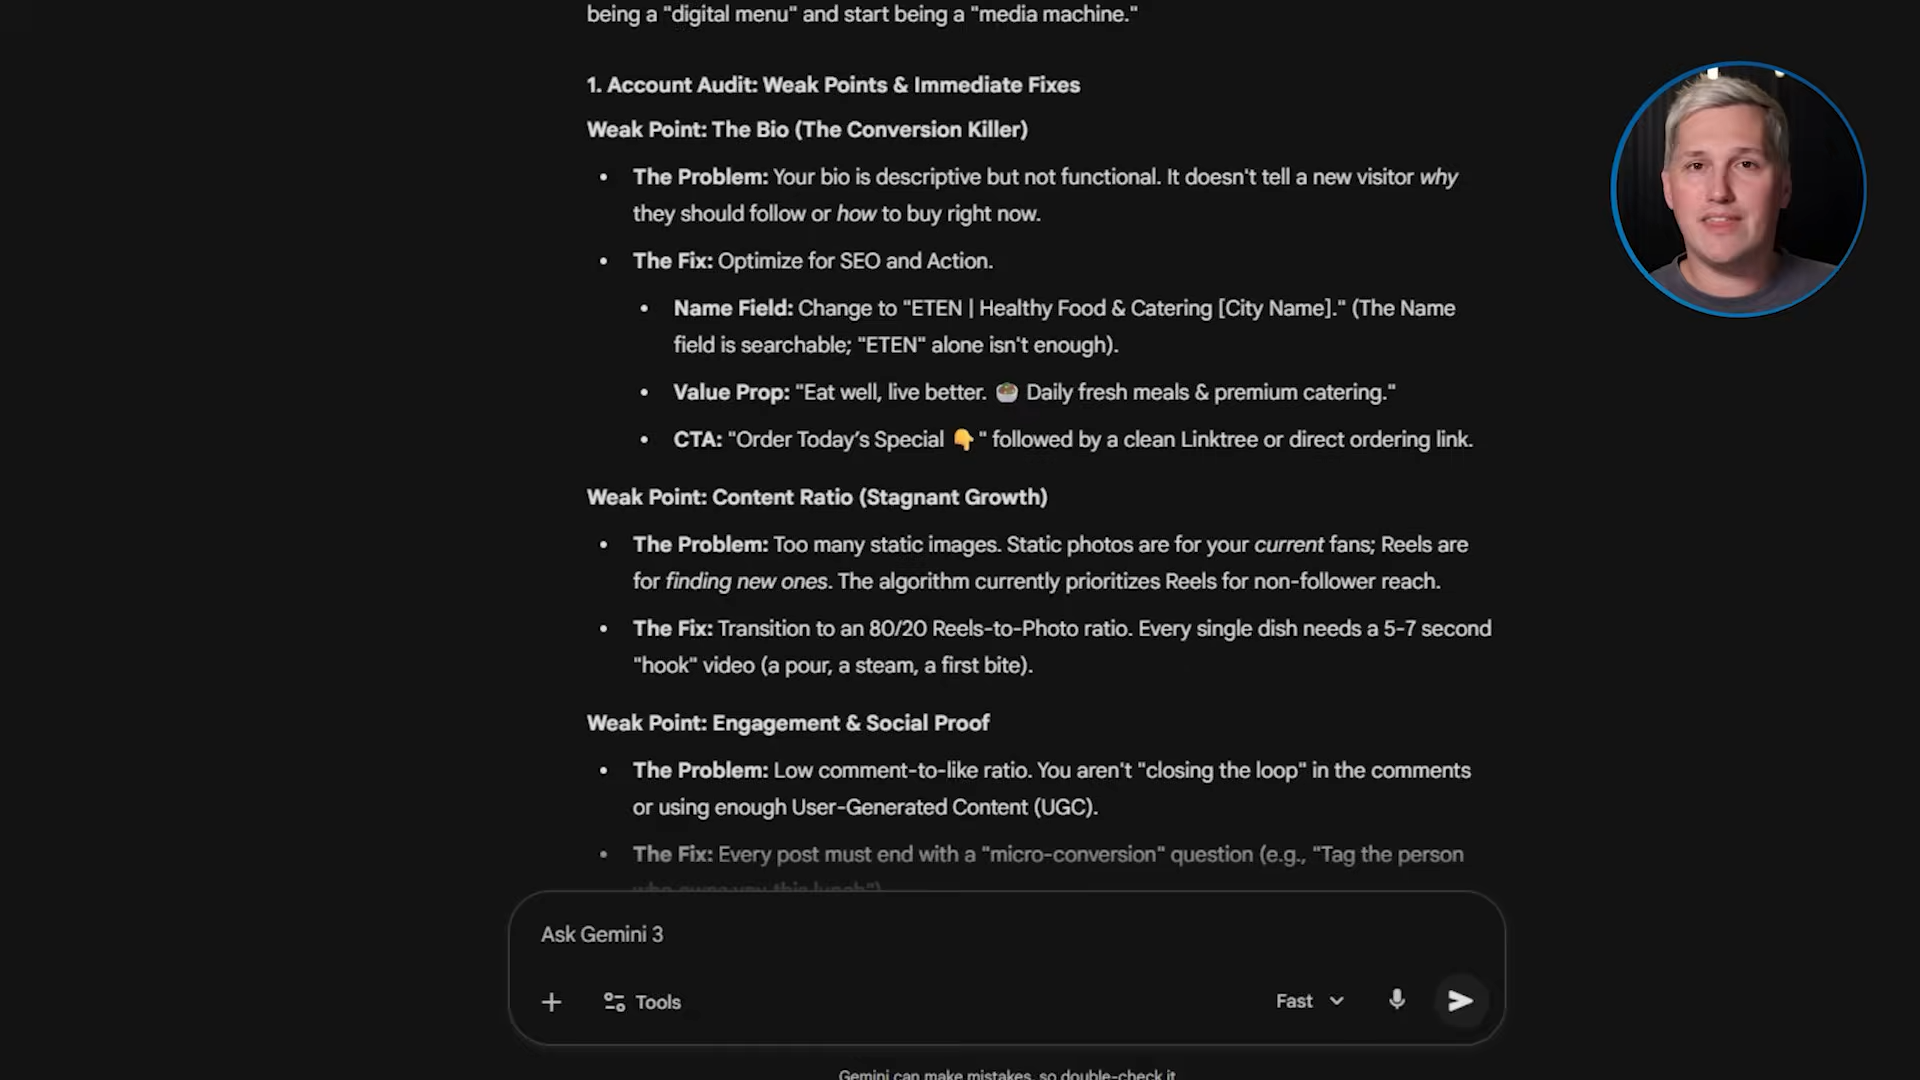 being a "digital menu" and start being a "media machine."
1. Account Audit: Weak Points & Immediate Fixes
Weak Point: The Bio (The Conversion Killer)
• The Problem: Your bio is descriptive but not functional. It doesn't tell a new visitor why
they should follow or how to buy right now.
• The Fix: Optimize for SEO and Action.
• Name Field: Change to "ETEN | Healthy Food & Catering [City Name]." (The Name
field is searchable; "ETEN" alone isn't enough).
• Value Prop: "Eat well, live better. 🥗 Daily fresh meals & premium catering."
• CTA: "Order Today’s Special 👇" followed by a clean Linktree or direct ordering link.
Weak Point: Content Ratio (Stagnant Growth)
• The Problem: Too many static images. Static photos are for your current fans; Reels are
for finding new ones. The algorithm currently prioritizes Reels for non-follower reach.
• The Fix: Transition to an 80/20 Reels-to-Photo ratio. Every single dish needs a 5-7 second
"hook" video (a pour, a steam, a first bite).
Weak Point: Engagement & Social Proof
• The Problem: Low comment-to-like ratio. You aren't "closing the loop" in the comments
or using enough User-Generated Content (UGC).
• The Fix: Every post must end with a "micro-conversion" question (e.g., "Tag the person
who owes you this lunch").
Ask Gemini 3
Tools
Fast
Gemini can make mistakes, so double-check it